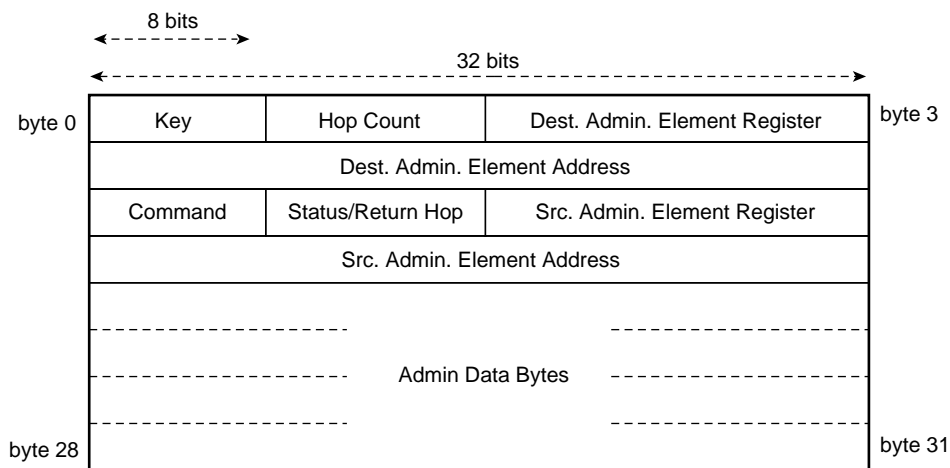 8 bits
32 bits
byte 0
Key
Hop Count
Dest. Admin. Element Register
byte 3
Dest. Admin. Element Address
Command
Status/Return Hop
Src. Admin. Element Register
Src. Admin. Element Address
Admin Data Bytes
byte 28
byte 31